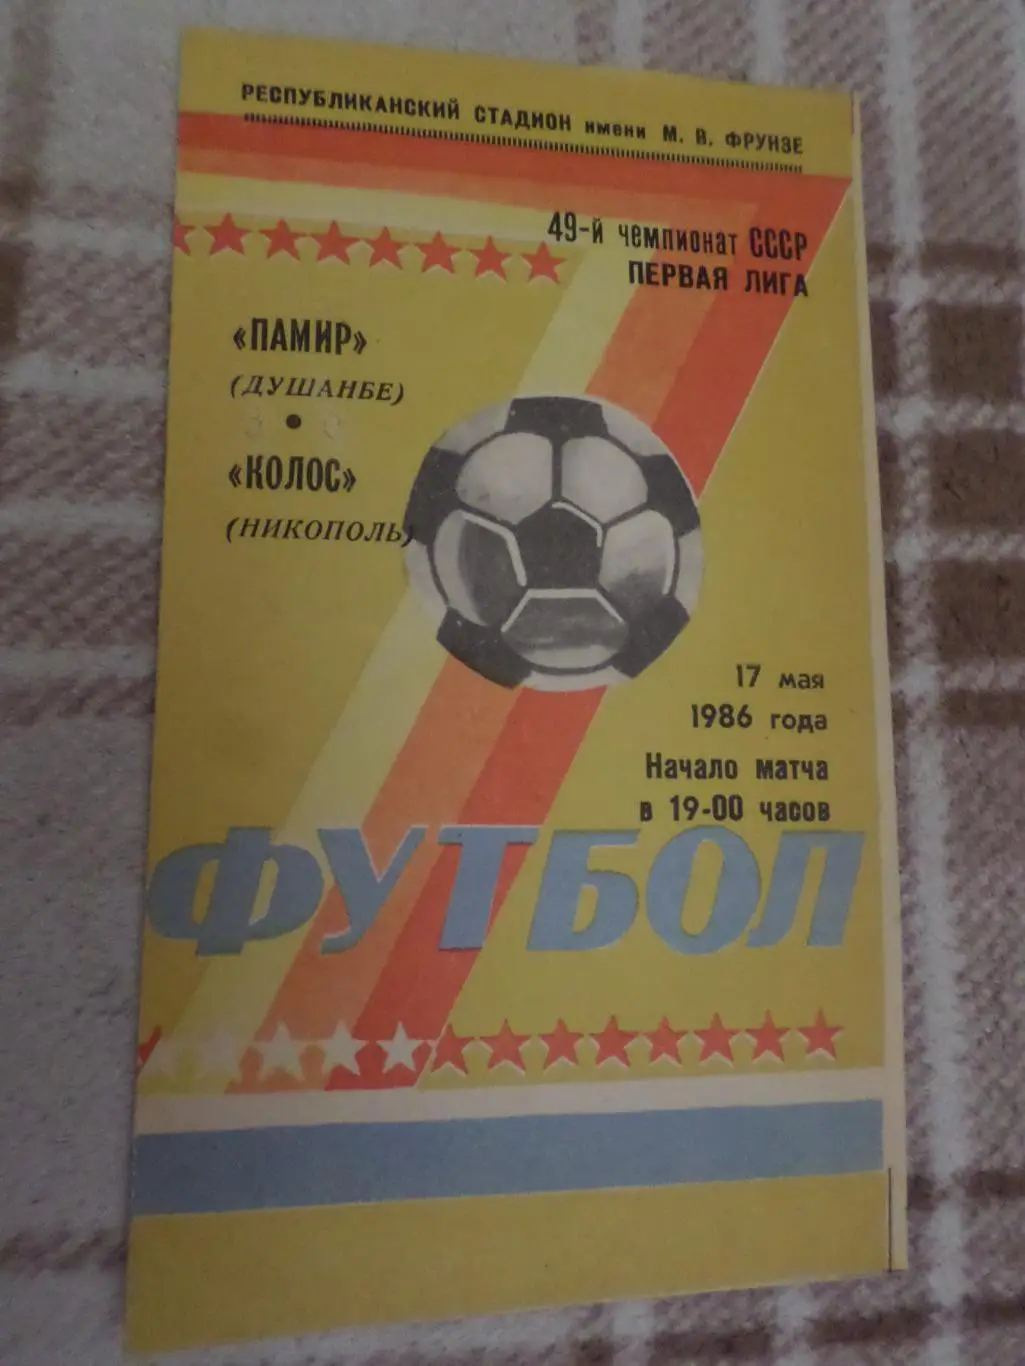 РЕСПУБЛИКАНСКИЙ СТАДИОН имени М. В. ФРУНЗЕ
49-й чемпионат СССР
ПЕРВАЯ ЛИГА
«ПАМИР»
(ДУШАНБЕ)
«КОЛОС»
(НИКОПОЛЬ)
17 мая
1986 года
Начало матча
в 19-00 часов
ФУТБОЛ